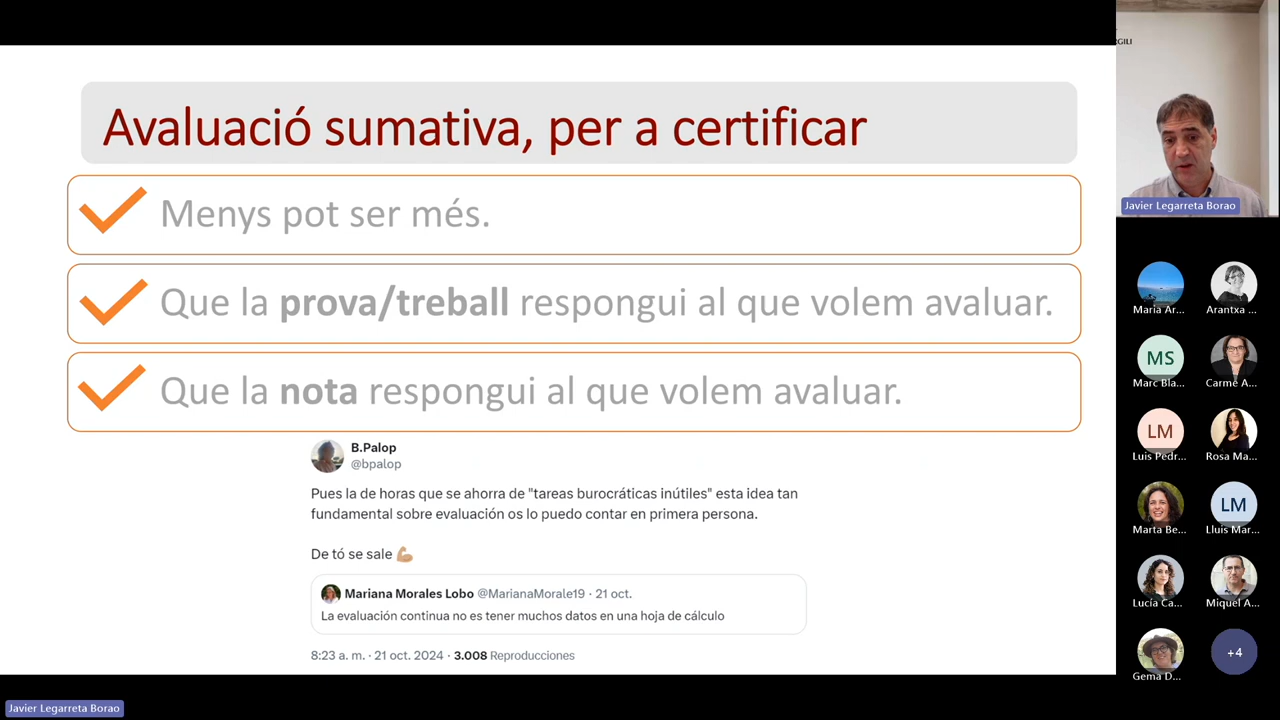 Avaluació sumativa, per a certificar
Menys pot ser més.
Que la prova/treball respongui al que volem avaluar.
Que la nota respongui al que volem avaluar.
B.Palop
@bpalop
Pues la de horas que se ahorra de "tareas burocráticas inútiles" esta idea tan
fundamental sobre evaluación os lo puedo contar en primera persona.
De tó se sale 💪🏼
Mariana Morales Lobo @MarianaMorale19 · 21 oct.
La evaluación continua no es tener muchos datos en una hoja de cálculo
8:23 a. m. · 21 oct. 2024 · 3.008 Reproducciones
Javier Legarreta Borao
GILI
Javier Legarreta Borao
Maria Ar...
Arantxa ...
MS
Marc Bla...
Carme A...
LM
Luis Pedr...
Rosa Ma...
Marta Be...
LM
Lluis Mar...
Lucía Ca...
Miquel A...
Gema D...
+4